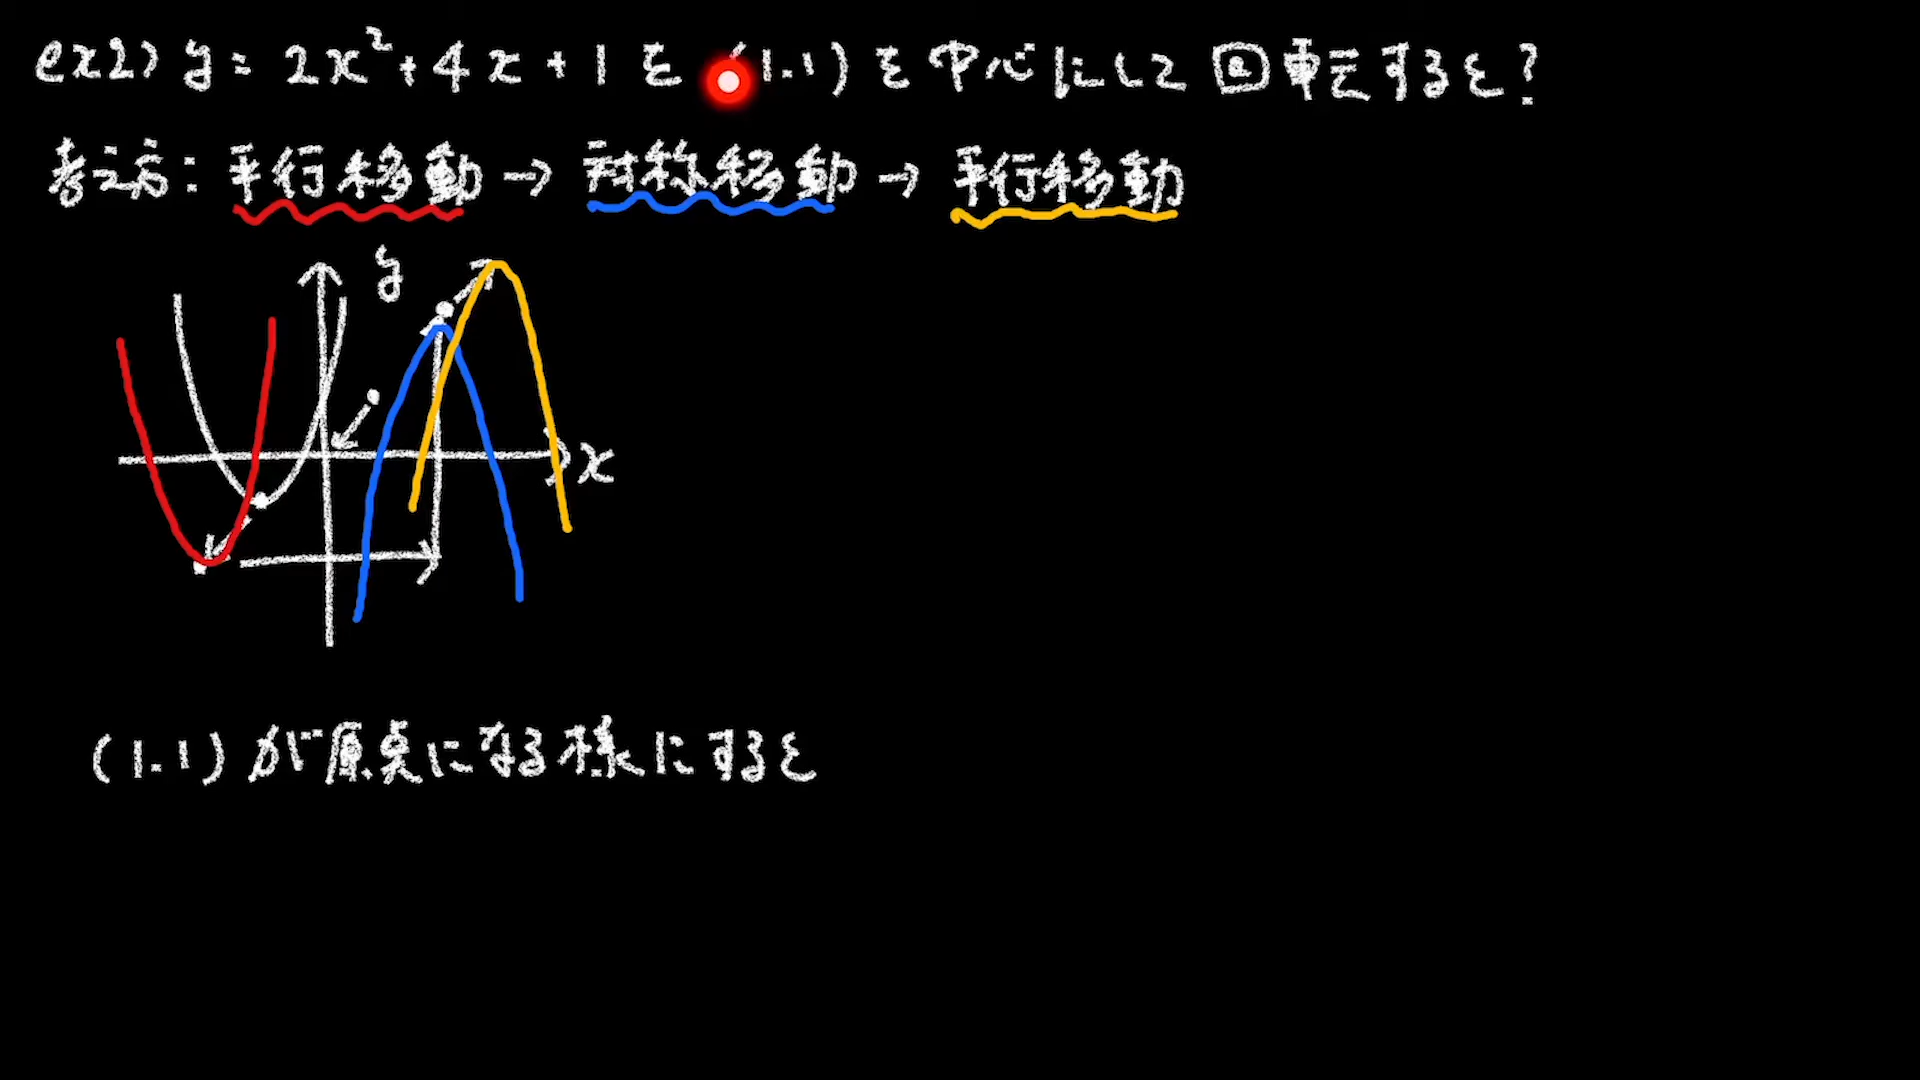 ex2) y = 2x²+4x+1 を (1.1) を中心にして回転すると?
考え方: 平行移動 → 対称移動 → 平行移動
y
x
(1.1) が原点になる様にすると